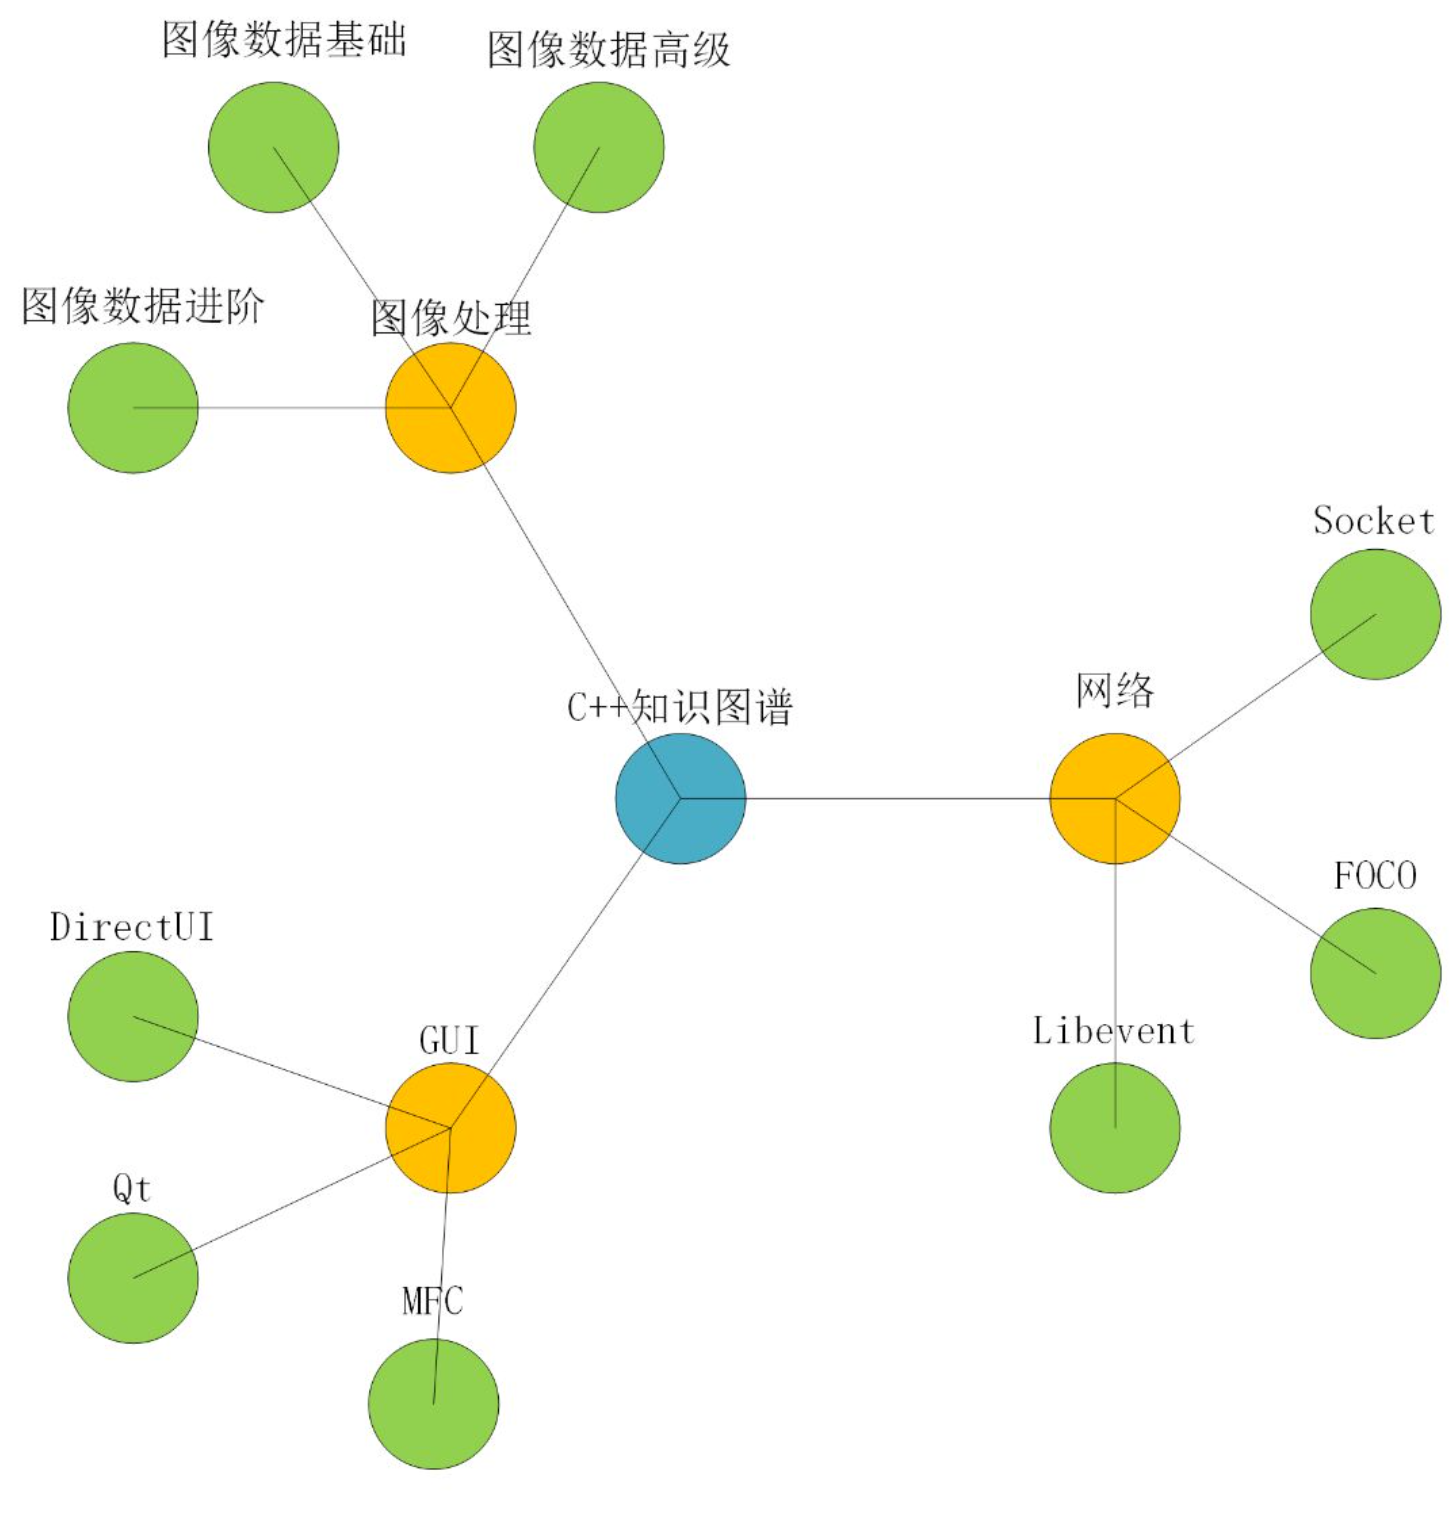 图像数据基础
图像数据高级
图像数据进阶
图像处理
Socket
网络
C++知识图谱
FOCO
DirectUI
Libevent
GUI
Qt
MFC